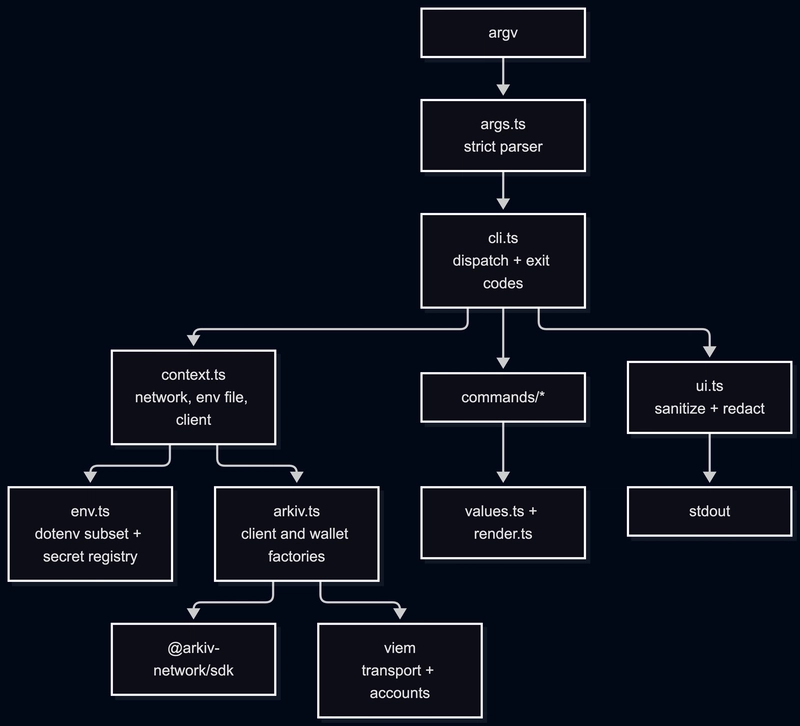 argv
args.ts
strict parser
cli.ts
dispatch + exit
codes
context.ts
network, env file,
client
commands/*
ui.ts
sanitize + redact
env.ts
dotenv subset +
secret registry
arkiv.ts
client and wallet
factories
values.ts +
render.ts
stdout
@arkiv-
network/sdk
viem
transport +
accounts